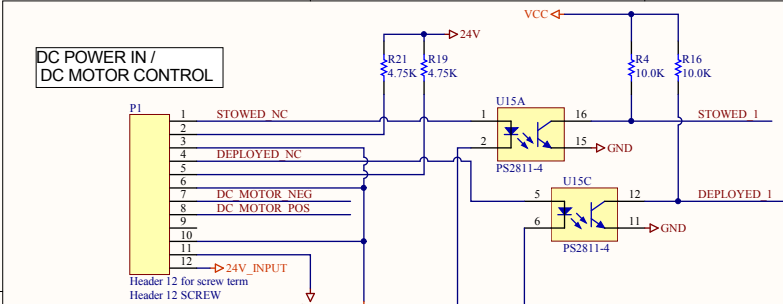 VCC
24V
DC POWER IN /
DC MOTOR CONTROL
R21
4.75K
R19
4.75K
R4
10.0K
R16
10.0K
P1
U15A
1
2
3
4
5
6
7
8
9
10
11
12
STOWED_NC
DEPLOYED_NC
DC_MOTOR_NEG
DC_MOTOR_POS
24V_INPUT
1
16
STOWED_1
2
15
GND
PS2811-4
U15C
5
12
DEPLOYED_1
6
11
GND
PS2811-4
Header 12 for screw term
Header 12 SCREW